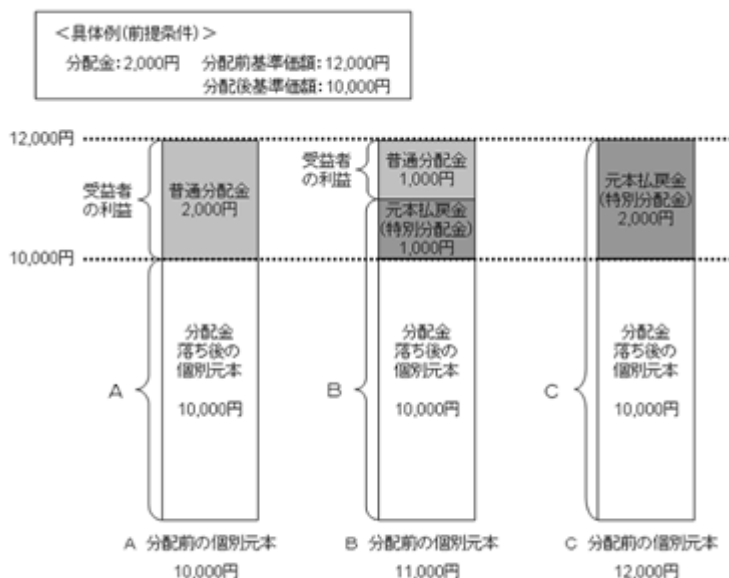 ＜具体例(前提条件)＞
分配金：2,000円　分配前基準価額：12,000円
分配後基準価額：10,000円
12,000円
受益者の利益
普通分配金
2,000円
10,000円
A
分配金
落ち後の
個別元本
10,000円
A 分配前の個別元本
10,000円
受益者の利益
普通分配金
1,000円
元本払戻金
(特別分配金)
1,000円
B
分配金
落ち後の
個別元本
10,000円
B 分配前の個別元本
11,000円
元本払戻金
(特別分配金)
2,000円
C
分配金
落ち後の
個別元本
10,000円
C 分配前の個別元本
12,000円